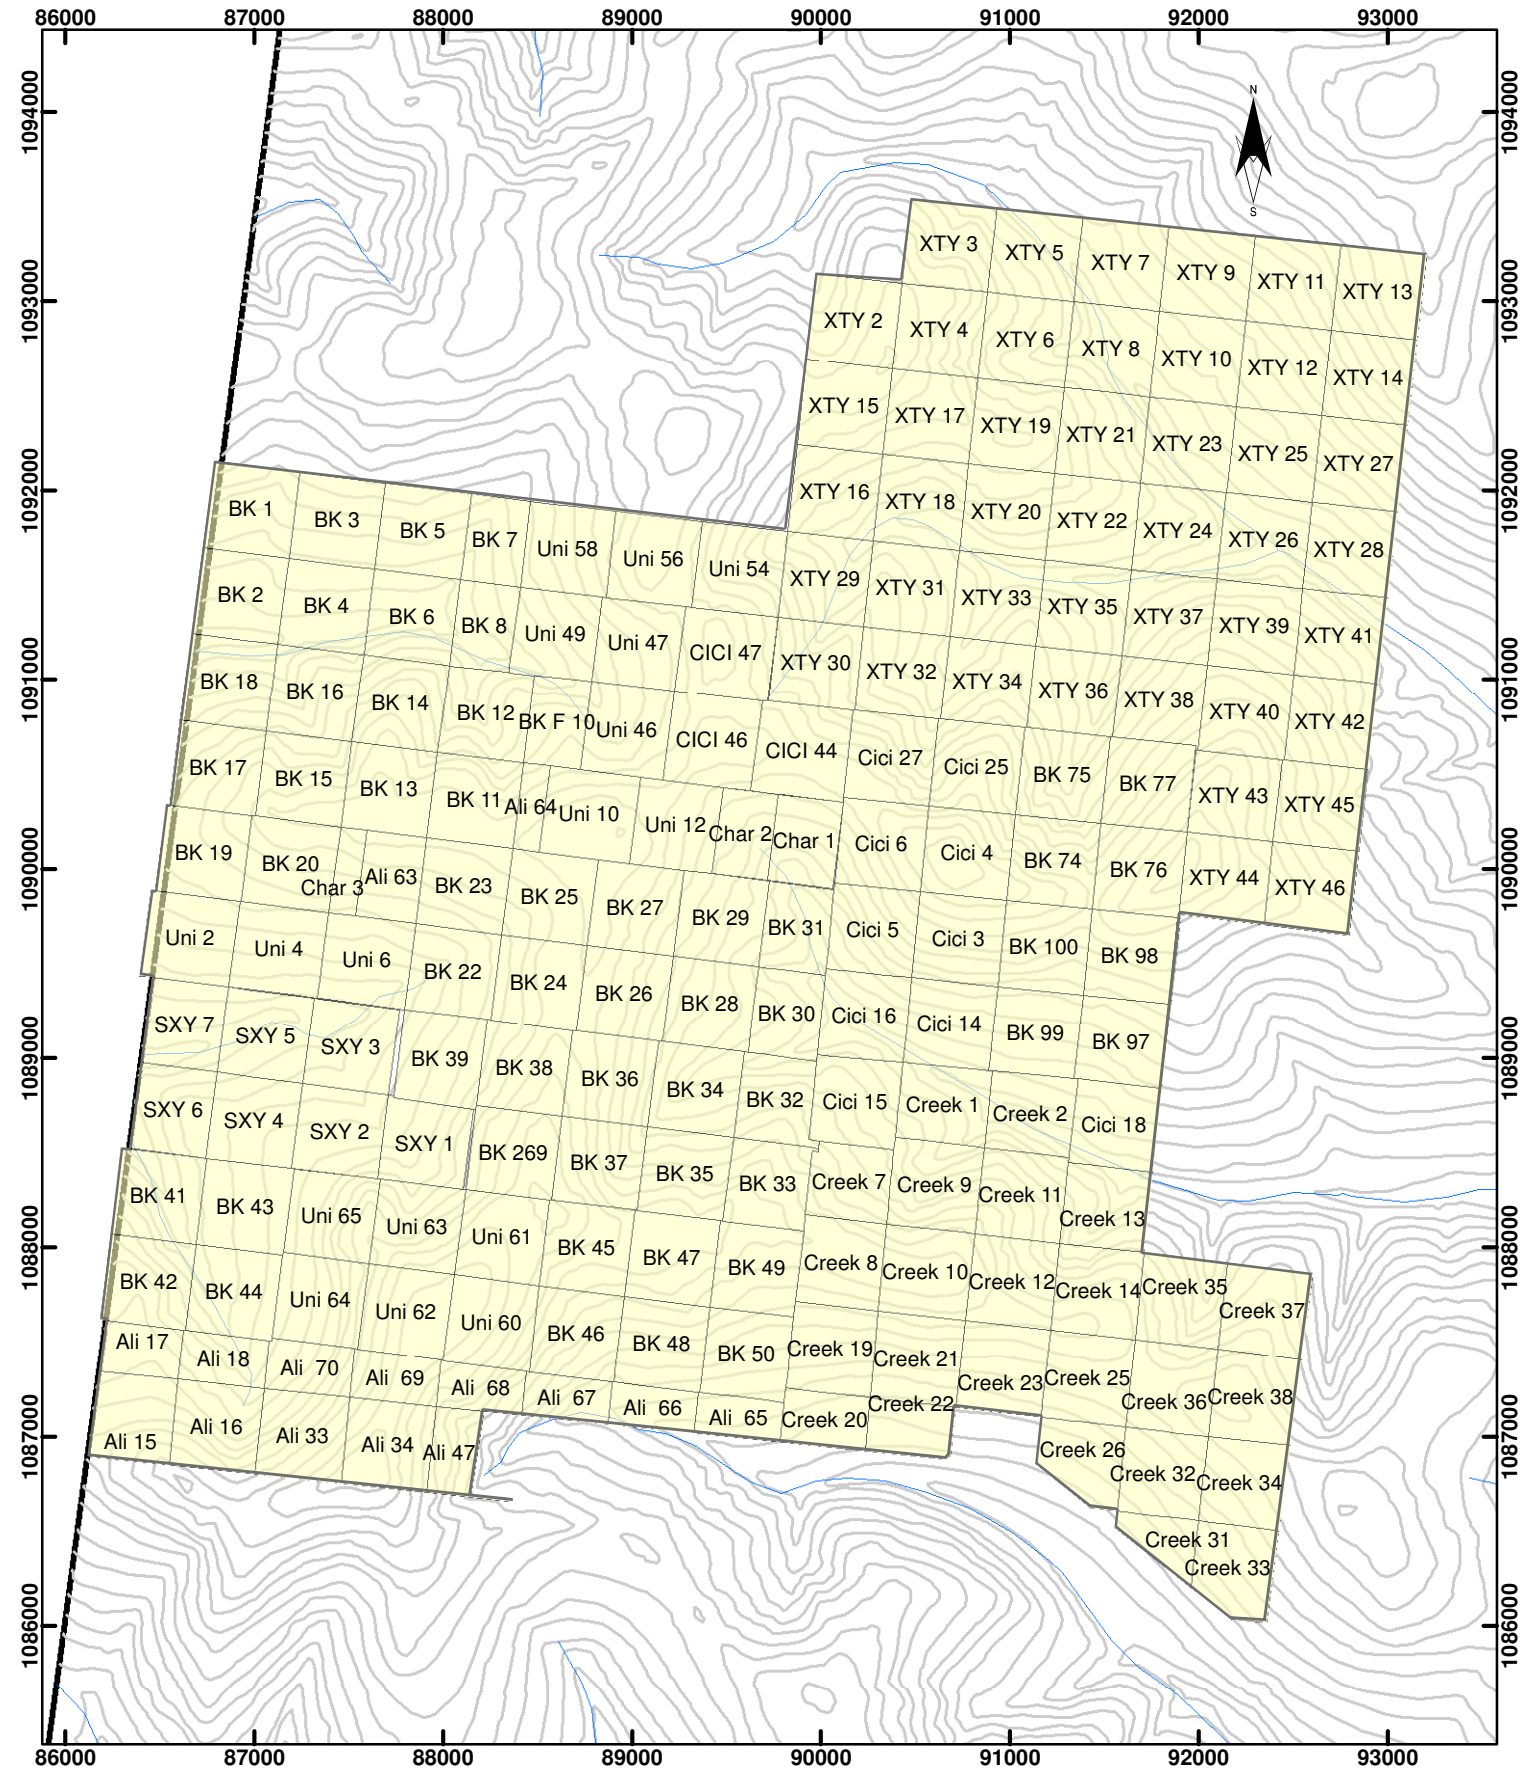 86000 87000 88000 89000 90000 91000 92000 93000
1094000 1094000
N
S
XTY 3 XTY 5 XTY 7 XTY 9 XTY 11 XTY 13
1093000 1093000
XTY 2 XTY 4 XTY 6 XTY 8 XTY 10 XTY 12 XTY 14
XTY 15 XTY 17 XTY 19 XTY 21 XTY 23 XTY 25 XTY 27
1092000 1092000
XTY 16 XTY 18 XTY 20 XTY 22 XTY 24 XTY 26 XTY 28
BK 1 BK 3 BK 5 BK 7 Uni 58 Uni 56 Uni 54 XTY 29 XTY 31 XTY 33 XTY 35 XTY 37 XTY 39 XTY 41
BK 2 BK 4 BK 6 BK 8 Uni 49 Uni 47 CICI 47 XTY 30 XTY 32 XTY 34 XTY 36 XTY 38 XTY 40 XTY 42
1091000 1091000
BK 18 BK 16 BK 14 BK 12 BK F 10 Uni 46 CICI 46 CICI 44 Cici 27 Cici 25 BK 75 BK 77 XTY 43 XTY 45
BK 17 BK 15 BK 13 BK 11 Ali 64 Uni 10 Uni 12 Char 2 Char 1 Cici 6 Cici 4 BK 74 BK 76 XTY 44 XTY 46
1090000 1090000
BK 19 BK 20 Char 3 Ali 63 BK 23 BK 25 BK 27 BK 29 BK 31 Cici 5 Cici 3 BK 100 BK 98
Uni 2 Uni 4 Uni 6 BK 22 BK 24 BK 26 BK 28 BK 30 Cici 16 Cici 14 BK 99 BK 97
1089000 1089000
SXY 7 SXY 5 SXY 3 BK 39 BK 38 BK 36 BK 34 BK 32 Cici 15 Creek 1 Creek 2 Cici 18
SXY 6 SXY 4 SXY 2 SXY 1 BK 269 BK 37 BK 35 BK 33 Creek 7 Creek 9 Creek 11 Creek 13
1088000 1088000
BK 41 BK 43 Uni 65 Uni 63 Uni 61 BK 45 BK 47 BK 49 Creek 8 Creek 10 Creek 12 Creek 14 Creek 35 Creek 37
BK 42 BK 44 Uni 64 Uni 62 Uni 60 BK 46 BK 48 BK 50 Creek 19 Creek 21 Creek 23 Creek 25 Creek 36 Creek 38
Ali 17 Ali 18 Ali 70 Ali 69 Ali 68 Ali 67 Ali 66 Ali 65 Creek 20 Creek 22
1087000 1087000
Ali 15 Ali 16 Ali 33 Ali 34 Ali 47 Creek 26 Creek 32 Creek 34
Creek 31 Creek 33
1086000 1086000
86000 87000 88000 89000 90000 91000 92000 93000